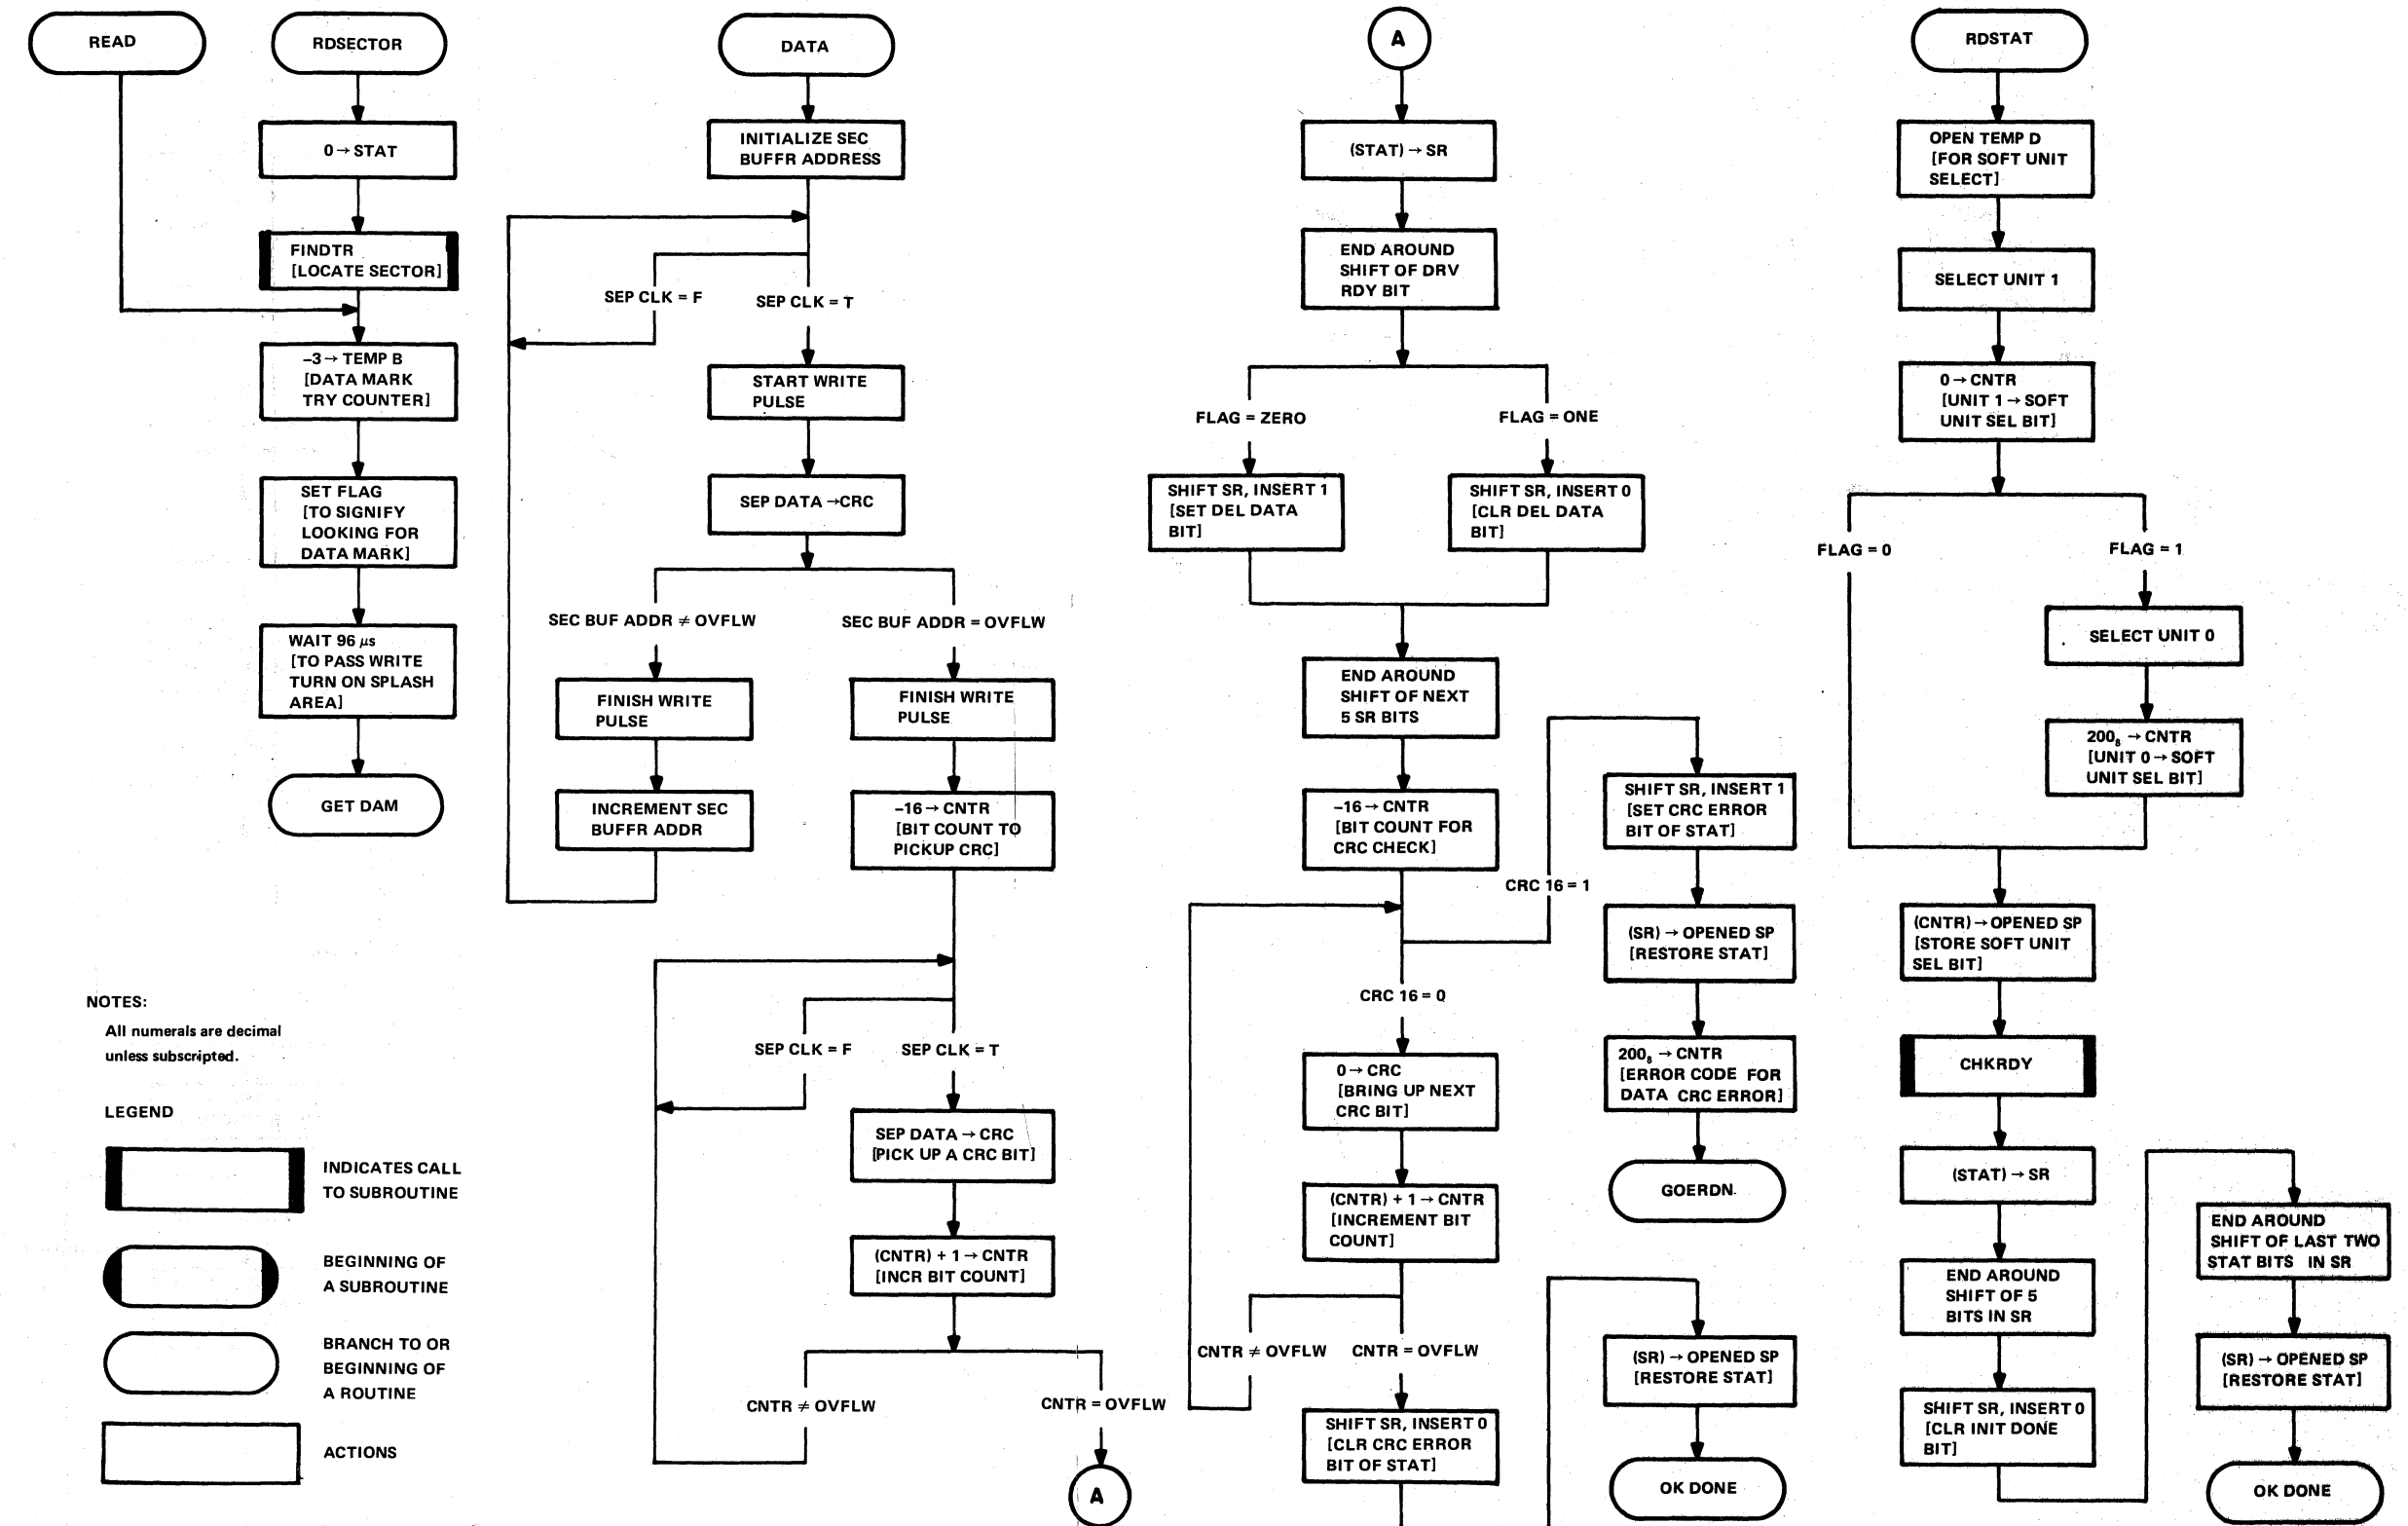 READ
RDSECTOR
0 → STAT
FINDTR
[LOCATE SECTOR]
–3 → TEMP B
[DATA MARK
TRY COUNTER]
SET FLAG
[TO SIGNIFY
LOOKING FOR
DATA MARK]
WAIT 96 μs
[TO PASS WRITE
TURN ON SPLASH
AREA]
GET DAM
NOTES:
All numerals are decimal
unless subscripted.
LEGEND
INDICATES CALL
TO SUBROUTINE
BEGINNING OF
A SUBROUTINE
BRANCH TO OR
BEGINNING OF
A ROUTINE
ACTIONS
DATA
INITIALIZE SEC
BUFFR ADDRESS
SEP CLK = F
SEP CLK = T
START WRITE
PULSE
SEP DATA → CRC
SEC BUF ADDR ≠ OVFLW
SEC BUF ADDR = OVFLW
FINISH WRITE
PULSE
INCREMENT SEC
BUFFR ADDR
FINISH WRITE
PULSE
–16 → CNTR
[BIT COUNT TO
PICKUP CRC]
SEP CLK = F
SEP CLK = T
SEP DATA → CRC
[PICK UP A CRC BIT]
(CNTR) + 1 → CNTR
[INCR BIT COUNT]
CNTR ≠ OVFLW
CNTR = OVFLW
A
A
(STAT) → SR
END AROUND
SHIFT OF DRV
RDY BIT
FLAG = ZERO
FLAG = ONE
SHIFT SR, INSERT 1
[SET DEL DATA
BIT]
SHIFT SR, INSERT 0
[CLR DEL DATA
BIT]
END AROUND
SHIFT OF NEXT
5 SR BITS
–16 → CNTR
[BIT COUNT FOR
CRC CHECK]
CRC 16 = 1
CRC 16 = 0
0 → CRC
[BRING UP NEXT
CRC BIT]
(CNTR) + 1 → CNTR
[INCREMENT BIT
COUNT]
CNTR ≠ OVFLW
CNTR = OVFLW
SHIFT SR, INSERT 0
[CLR CRC ERROR
BIT OF STAT]
SHIFT SR, INSERT 1
[SET CRC ERROR
BIT OF STAT]
(SR) → OPENED SP
[RESTORE STAT]
200₈ → CNTR
[ERROR CODE FOR
DATA CRC ERROR]
GOERDN
(SR) → OPENED SP
[RESTORE STAT]
OK DONE
RDSTAT
OPEN TEMP D
[FOR SOFT UNIT
SELECT]
SELECT UNIT 1
0 → CNTR
[UNIT 1 → SOFT
UNIT SEL BIT]
FLAG = 0
FLAG = 1
SELECT UNIT 0
200₈ → CNTR
[UNIT 0 → SOFT
UNIT SEL BIT]
(CNTR) → OPENED SP
[STORE SOFT UNIT
SEL BIT]
CHKRDY
(STAT) → SR
END AROUND
SHIFT OF 5
BITS IN SR
SHIFT SR, INSERT 0
[CLR INIT DONE
BIT]
END AROUND
SHIFT OF LAST TWO
STAT BITS IN SR
(SR) → OPENED SP
[RESTORE STAT]
OK DONE